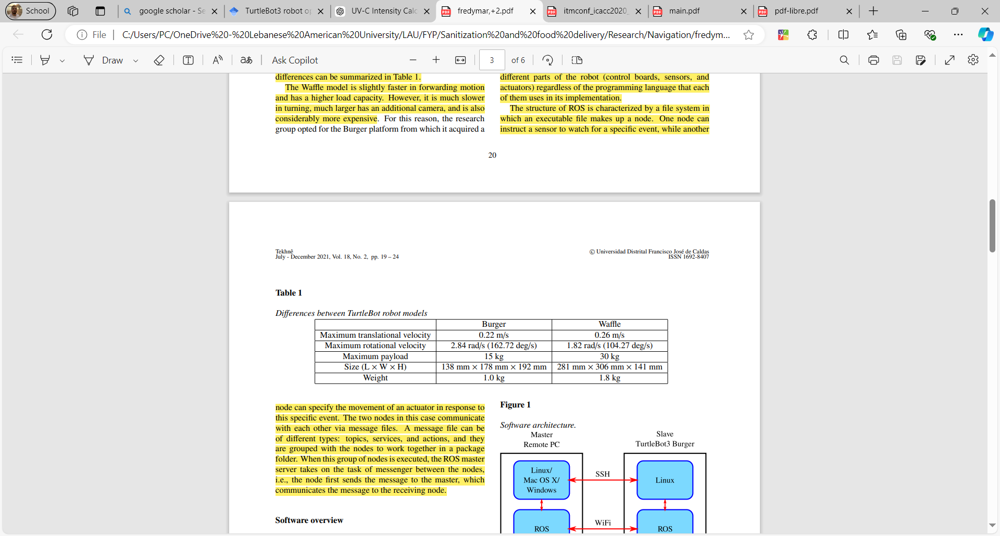 School
google scholar - Se
TurtleBot3 robot op
UV-C Intensity Calc
fredymar,+2.pdf
itmconf_icacc2020_
main.pdf
pdf-libre.pdf
File
C:/Users/PC/OneDrive%20-%20Lebanese%20American%20University/LAU/FYP/Sanitization%20and%20food%20delivery/Research/Navigation/fredym...
Draw
Ask Copilot
3
of 6
differences can be summarized in Table 1.
The Waffle model is slightly faster in forwarding motion
and has a higher load capacity. However, it is much slower
in turning, much larger has an additional camera, and is also
considerably more expensive. For this reason, the research
group opted for the Burger platform from which it acquired a
different parts of the robot (control boards, sensors, and
actuators) regardless of the programming language that each
of them uses in its implementation.
The structure of ROS is characterized by a file system in
which an executable file makes up a node. One node can
instruct a sensor to watch for a specific event, while another
20
Tekhnê
July - December 2021, Vol. 18, No. 2, pp. 19 – 24
© Universidad Distrital Francisco José de Caldas
ISSN 1692-8407
Table 1
Differences between TurtleBot robot models
Burger Waffle
Maximum translational velocity 0.22 m/s 0.26 m/s
Maximum rotational velocity 2.84 rad/s (162.72 deg/s) 1.82 rad/s (104.27 deg/s)
Maximum payload 15 kg 30 kg
Size (L × W × H) 138 mm × 178 mm × 192 mm 281 mm × 306 mm × 141 mm
Weight 1.0 kg 1.8 kg
node can specify the movement of an actuator in response to
this specific event. The two nodes in this case communicate
with each other via message files. A message file can be
of different types: topics, services, and actions, and they
are grouped with the nodes to work together in a package
folder. When this group of nodes is executed, the ROS master
server takes on the task of messenger between the nodes,
i.e., the node first sends the message to the master, which
communicates the message to the receiving node.
Software overview
Figure 1
Software architecture.
Master
Remote PC
Slave
TurtleBot3 Burger
Linux/
Mac OS X/
Windows
SSH
Linux
ROS
WiFi
ROS